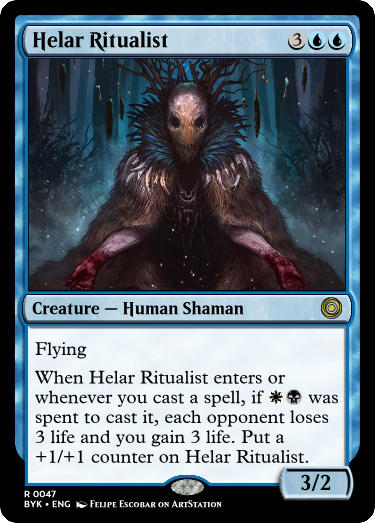 Helar Ritualist 3
Creature — Human Shaman
Flying
When Helar Ritualist enters or
whenever you cast a spell, if was
spent to cast it, each opponent loses
3 life and you gain 3 life. Put a
+1/+1 counter on Helar Ritualist.
3/2
R 0047
BYK • ENG Felipe Escobar on ArtStation